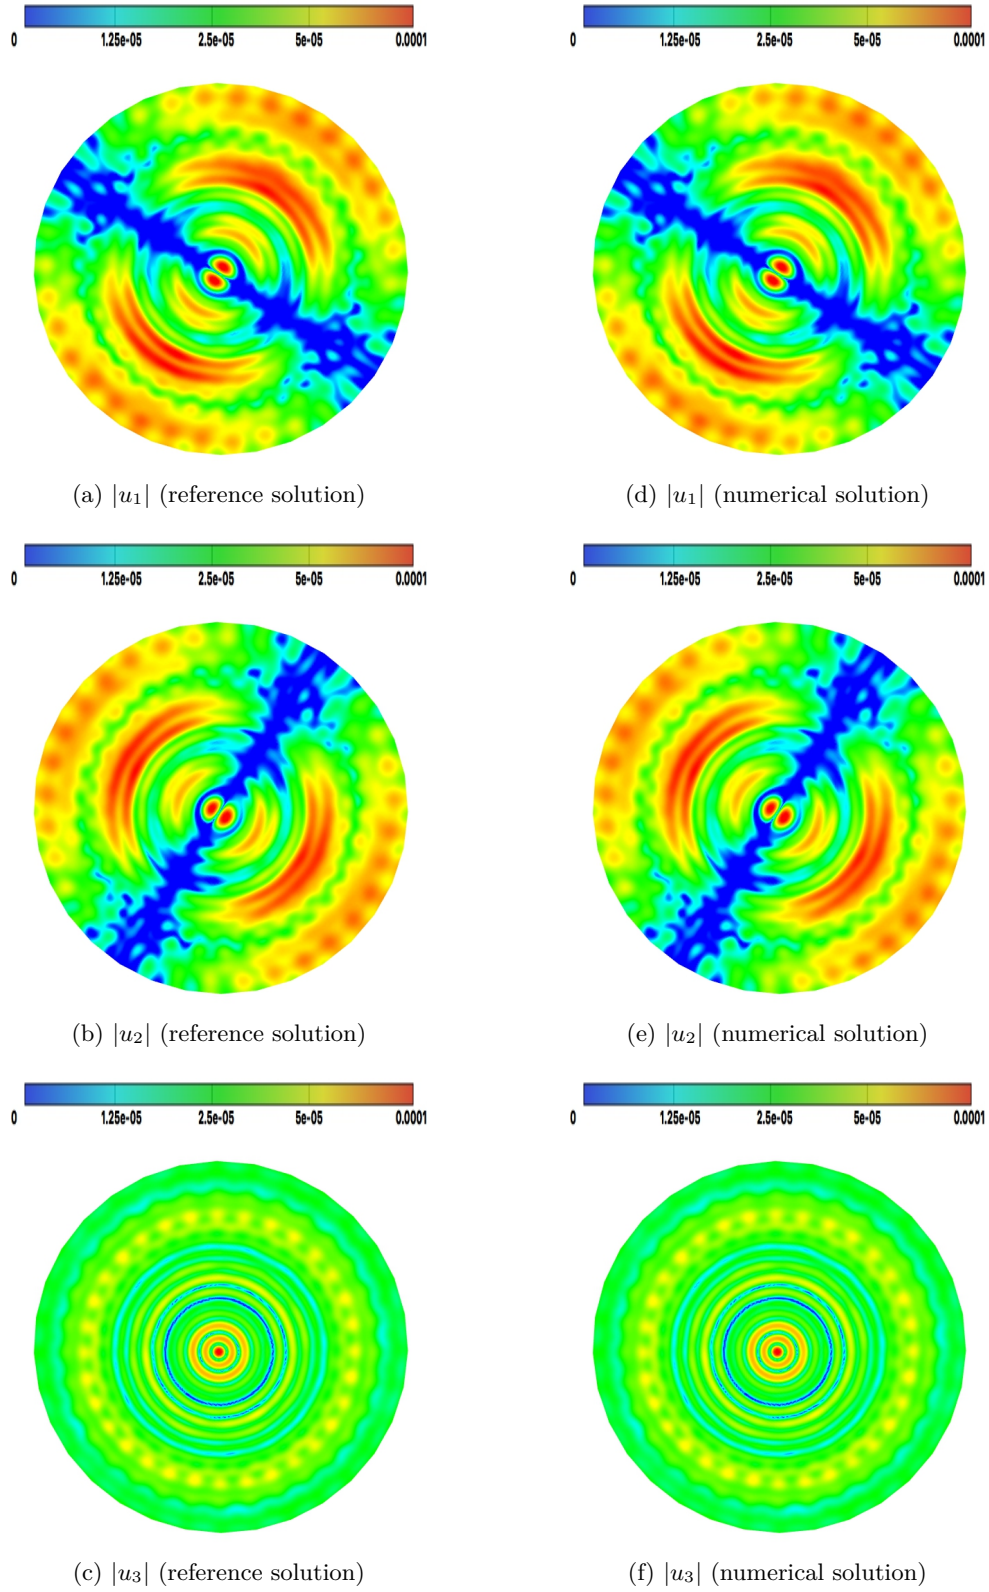 0 1.25e-05 2.5e-05 5e-05 0.0001 0 1.25e-05 2.5e-05 5e-05 0.0001
(a) |u₁| (reference solution) (d) |u₁| (numerical solution)
0 1.25e-05 2.5e-05 5e-05 0.0001 0 1.25e-05 2.5e-05 5e-05 0.0001
(b) |u₂| (reference solution) (e) |u₂| (numerical solution)
0 1.25e-05 2.5e-05 5e-05 0.0001 0 1.25e-05 2.5e-05 5e-05 0.0001
(c) |u₃| (reference solution) (f) |u₃| (numerical solution)